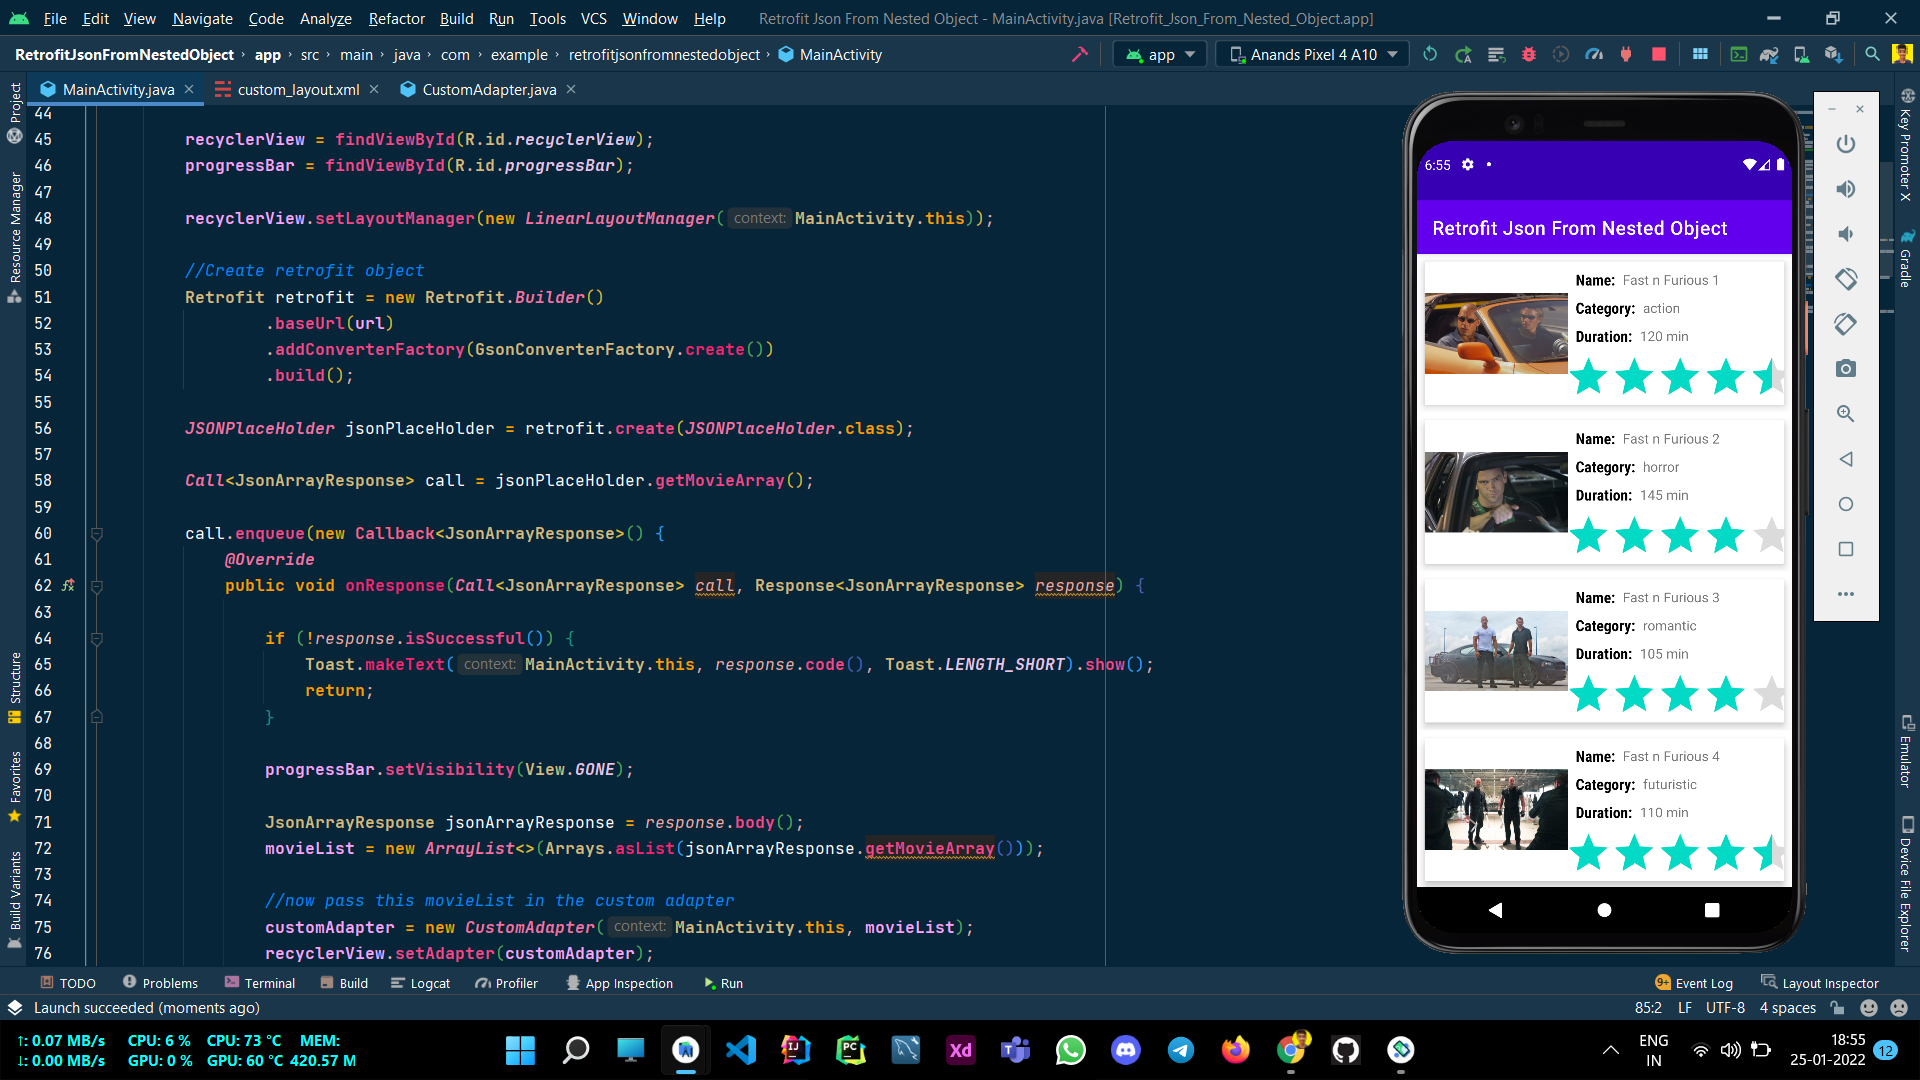 File Edit View Navigate Code Analyze Refactor Build Run Tools VCS Window Help Retrofit Json From Nested Object - MainActivity.java [Retrofit_Json_From_Nested_Object.app]
RetrofitJsonFromNestedObject › app › src › main › java › com › example › retrofitjsonfromnestedobject › MainActivity app Anands Pixel 4 A10
MainActivity.java custom_layout.xml CustomAdapter.java
Project
Resource Manager
Structure
Favorites
Build Variants
44
45 recyclerView = findViewById(R.id.recyclerView);
46 progressBar = findViewById(R.id.progressBar);
47
48 recyclerView.setLayoutManager(new LinearLayoutManager( context: MainActivity.this));
49
50 //Create retrofit object
51 Retrofit retrofit = new Retrofit.Builder()
52 .baseUrl(url)
53 .addConverterFactory(GsonConverterFactory.create())
54 .build();
55
56 JSONPlaceHolder jsonPlaceHolder = retrofit.create(JSONPlaceHolder.class);
57
58 Call<JsonArrayResponse> call = jsonPlaceHolder.getMovieArray();
59
60 call.enqueue(new Callback<JsonArrayResponse>() {
61 @Override
62 public void onResponse(Call<JsonArrayResponse> call, Response<JsonArrayResponse> response) {
63
64 if (!response.isSuccessful()) {
65 Toast.makeText( context: MainActivity.this, response.code(), Toast.LENGTH_SHORT).show();
66 return;
67 }
68
69 progressBar.setVisibility(View.GONE);
70
71 JsonArrayResponse jsonArrayResponse = response.body();
72 movieList = new ArrayList<>(Arrays.asList(jsonArrayResponse.getMovieArray()));
73
74 //now pass this movieList in the custom adapter
75 customAdapter = new CustomAdapter( context: MainActivity.this, movieList);
76 recyclerView.setAdapter(customAdapter);
6:55
Retrofit Json From Nested Object
Name: Fast n Furious 1
Category: action
Duration: 120 min
Name: Fast n Furious 2
Category: horror
Duration: 145 min
Name: Fast n Furious 3
Category: romantic
Duration: 105 min
Name: Fast n Furious 4
Category: futuristic
Duration: 110 min
Key Promoter X
Gradle
Emulator
Device File Explorer
TODO Problems Terminal Build Logcat Profiler App Inspection Run 9+ Event Log Layout Inspector
Launch succeeded (moments ago) 85:2 LF UTF-8 4 spaces
↑: 0.07 MB/s CPU: 6 % CPU: 73 °C MEM:
↓: 0.00 MB/s GPU: 0 % GPU: 60 °C 420.57 M
IJ PC Xd T
ENG
IN
18:55
25-01-2022 12